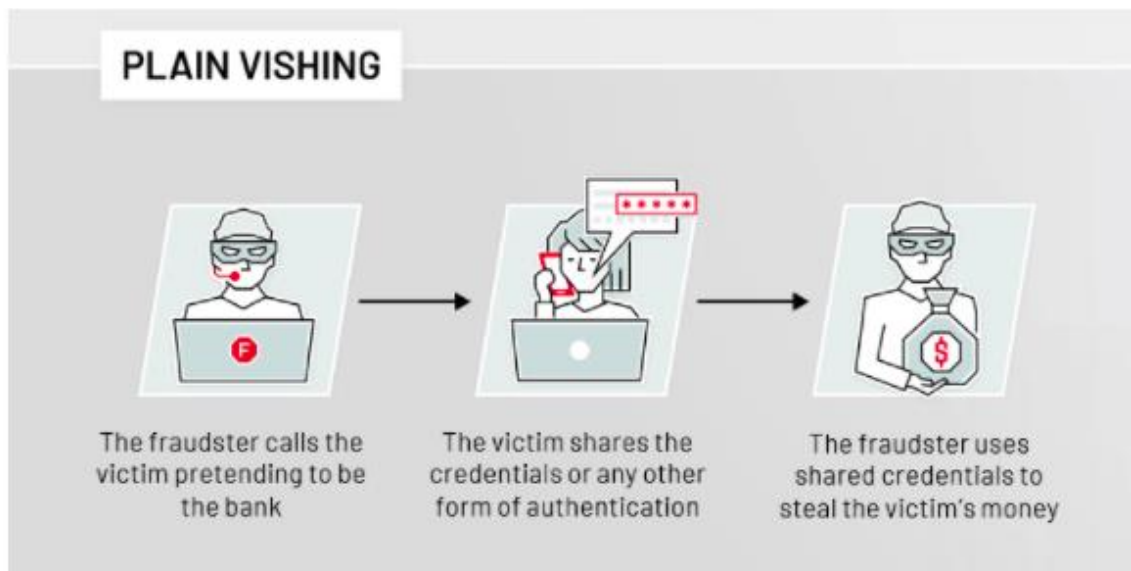 PLAIN VISHING
F
$
The fraudster calls the
victim pretending to be
the bank
The victim shares the
credentials or any other
form of authentication
The fraudster uses
shared credentials to
steal the victim's money